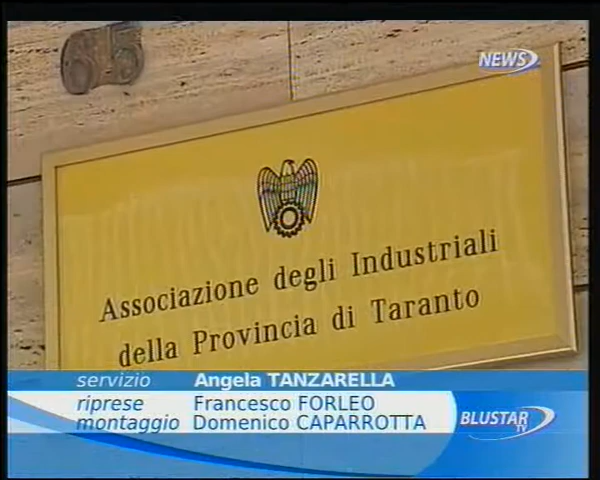 NEWS
Associazione degli Industriali
della Provincia di Taranto
servizio Angela TANZARELLA
riprese Francesco FORLEO
montaggio Domenico CAPARROTTA
BLUSTAR
TV